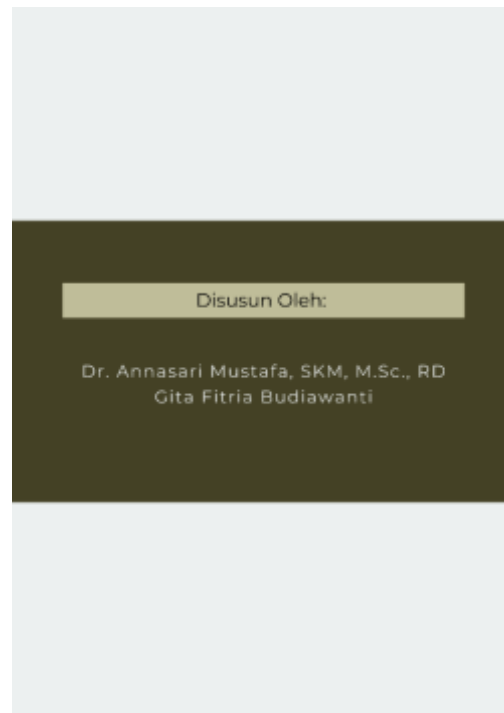 Disusun Oleh:
Dr. Annasari Mustafa, SKM, M.Sc., RD
Gita Fitria Budiawanti